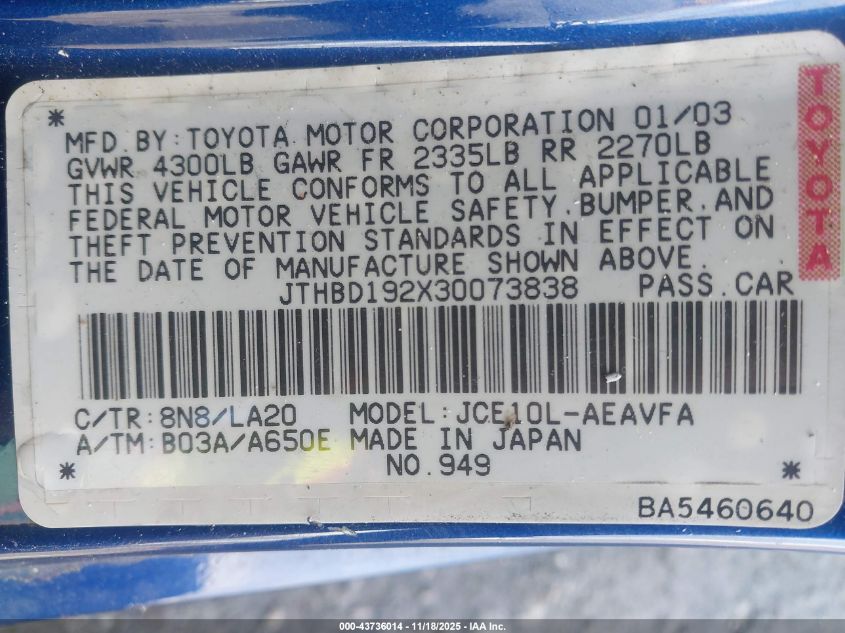 MFD.BY:TOYOTA MOTOR CORPORATION 01/03
GVWR 4300LB GAWR FR 2335LB RR 2270LB
THIS VEHICLE CONFORMS TO ALL APPLICABLE
FEDERAL MOTOR VEHICLE SAFETY,BUMPER,AND
THEFT PREVENTION STANDARDS IN EFFECT ON
THE DATE OF MANUFACTURE SHOWN ABOVE.
JTHBD192X30073838 PASS.CAR
TOYOTA
C/TR:8N8/LA20 MODEL:JCE10L-AEAVFA
A/TM:B03A/A650E MADE IN JAPAN
NO.949
BA5460640
000-43736014 - 11/18/2025 - IAA Inc.